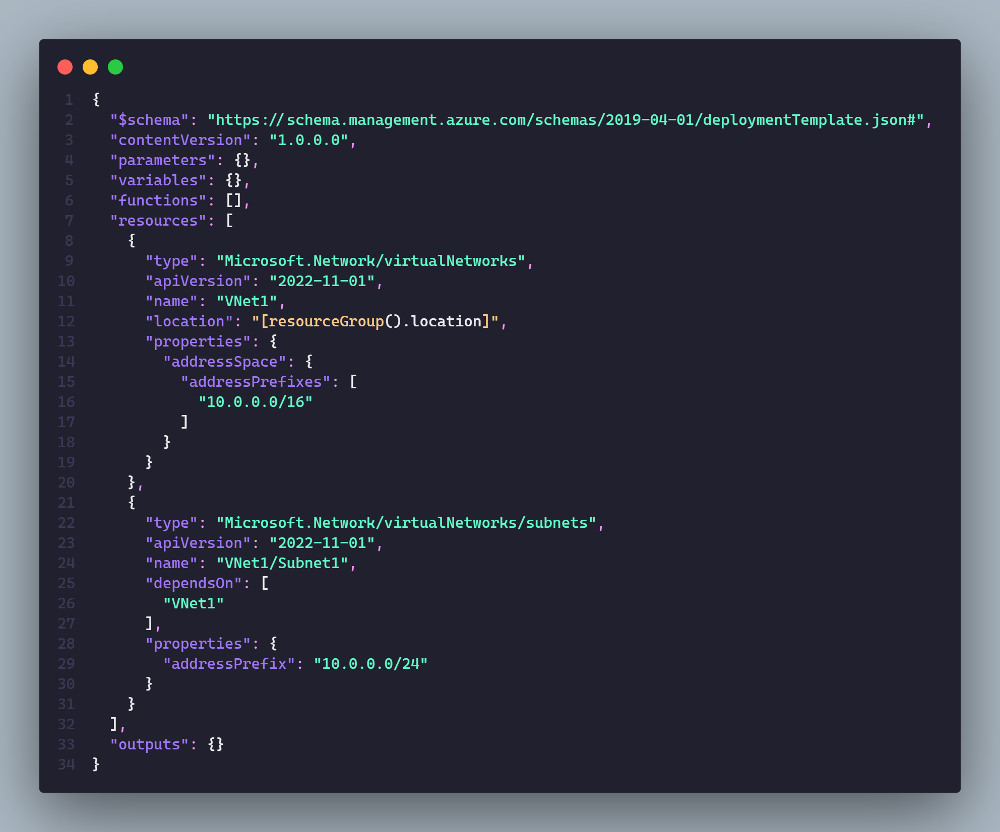 1 {
2   "$schema": "https://schema.management.azure.com/schemas/2019-04-01/deploymentTemplate.json#",
3   "contentVersion": "1.0.0.0",
4   "parameters": {},
5   "variables": {},
6   "functions": [],
7   "resources": [
8     {
9       "type": "Microsoft.Network/virtualNetworks",
10       "apiVersion": "2022-11-01",
11       "name": "VNet1",
12       "location": "[resourceGroup().location]",
13       "properties": {
14         "addressSpace": {
15           "addressPrefixes": [
16             "10.0.0.0/16"
17           ]
18         }
19       }
20     },
21     {
22       "type": "Microsoft.Network/virtualNetworks/subnets",
23       "apiVersion": "2022-11-01",
24       "name": "VNet1/Subnet1",
25       "dependsOn": [
26         "VNet1"
27       ],
28       "properties": {
29         "addressPrefix": "10.0.0.0/24"
30       }
31     }
32   ],
33   "outputs": {}
34 }